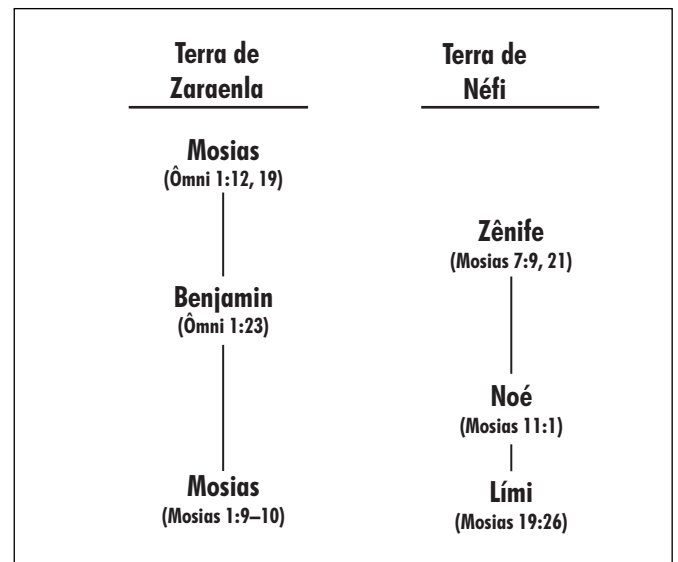 Terra de
Zaraenla
Mosias
(Ômni 1:12, 19)
Benjamin
(Ômni 1:23)
Mosias
(Mosias 1:9–10)
Terra de
Néfi
Zênife
(Mosias 7:9, 21)
Noé
(Mosias 11:1)
Lími
(Mosias 19:26)